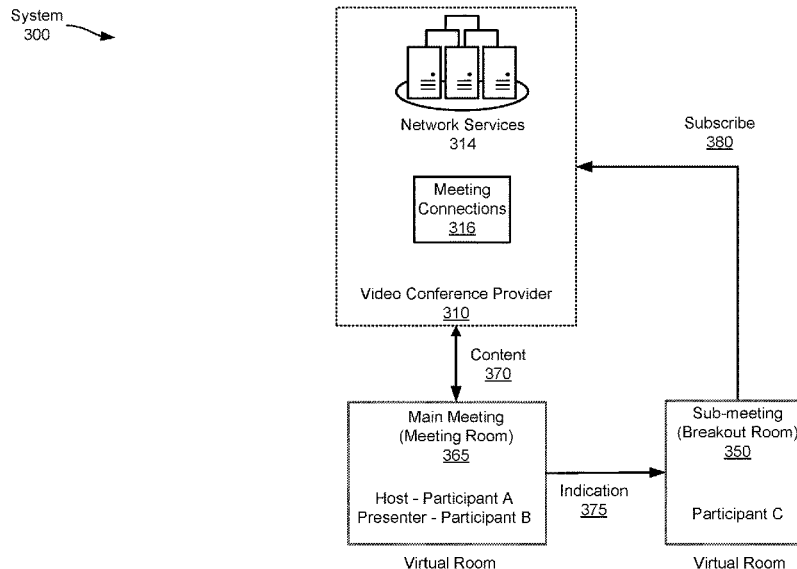 System
300
Network Services
314
Meeting
Connections
316
Video Conference Provider
310
Subscribe
380
Content
370
Main Meeting
(Meeting Room)
365
Host - Participant A
Presenter - Participant B
Virtual Room
Indication
375
Sub-meeting
(Breakout Room)
350
Participant C
Virtual Room